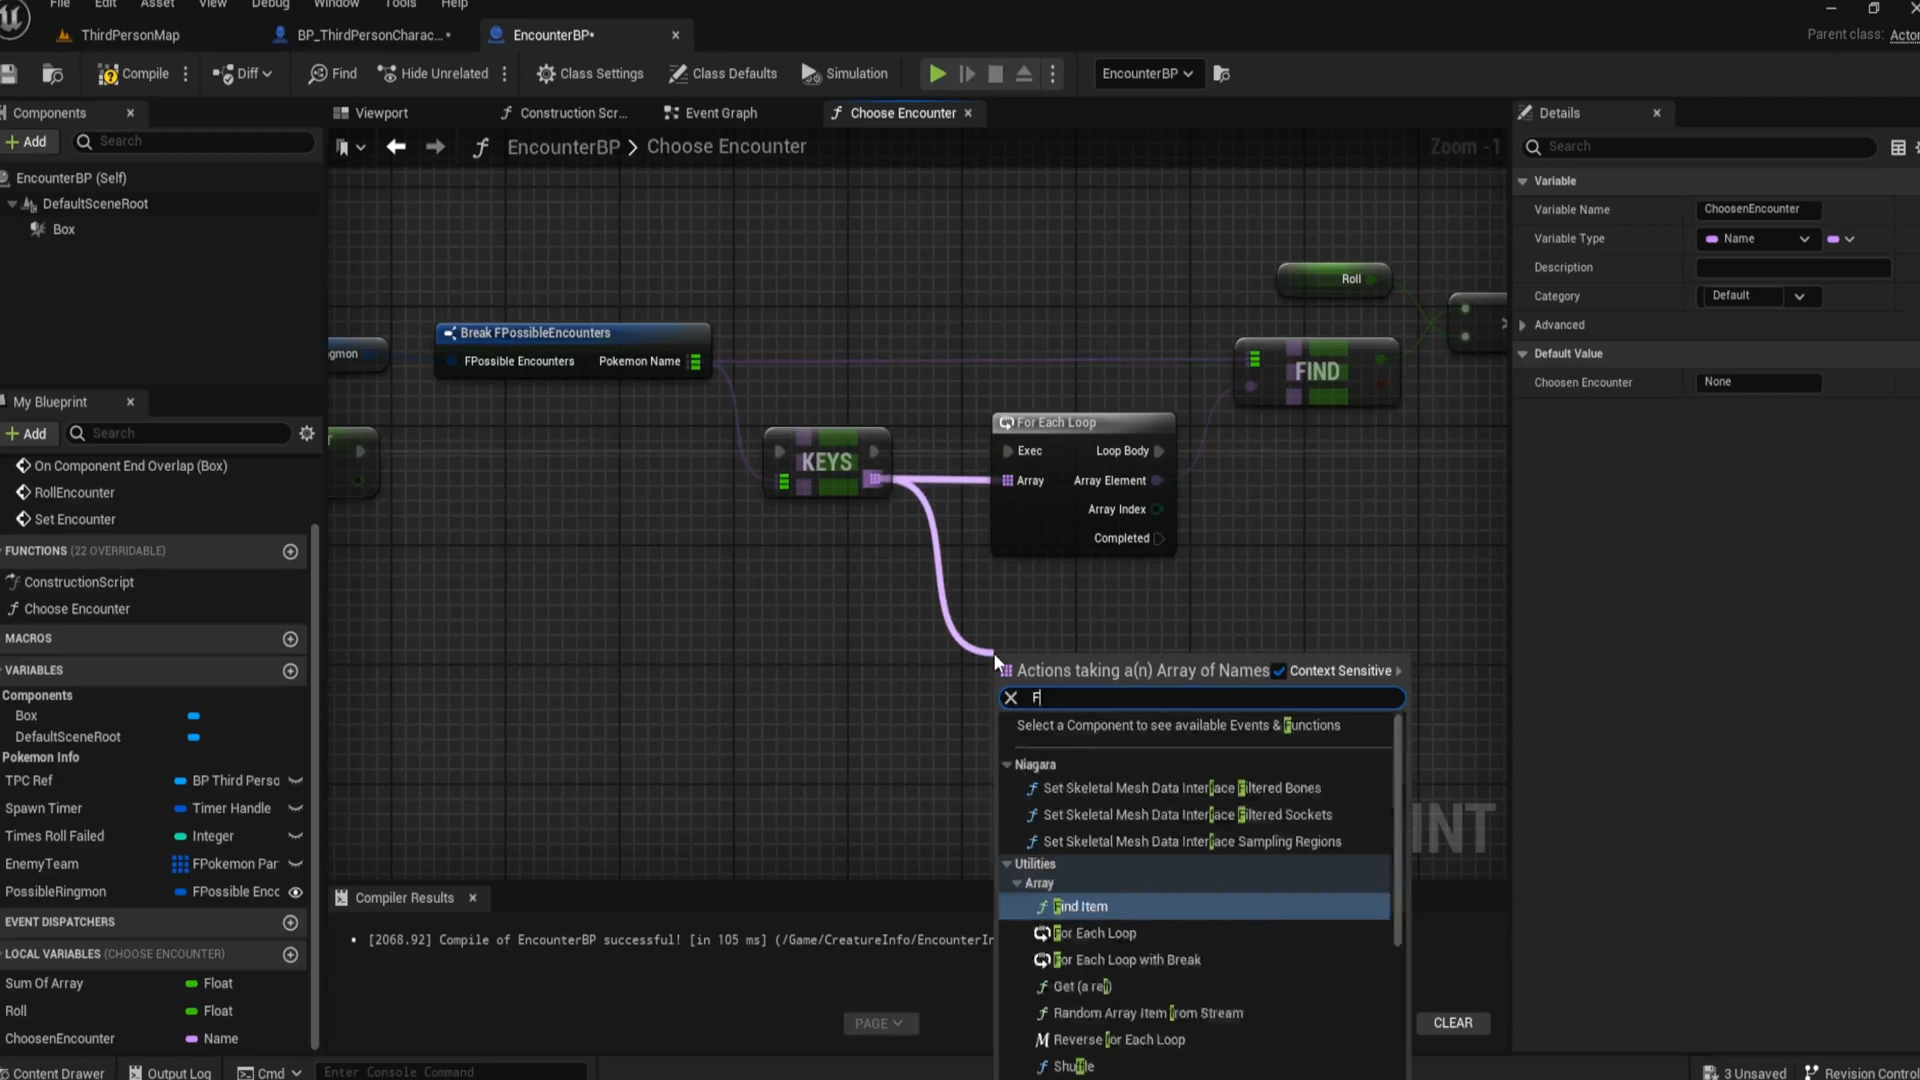 File Edit Asset View Debug Window Tools Help
ThirdPersonMap
BP_ThirdPersonCharac...*
EncounterBP*
Parent class: Actor
Compile
Diff
Find
Hide Unrelated
Class Settings
Class Defaults
Simulation
EncounterBP
Components
Add
Search
EncounterBP (Self)
DefaultSceneRoot
Box
My Blueprint
Add
Search
On Component End Overlap (Box)
RollEncounter
Set Encounter
FUNCTIONS (22 OVERRIDABLE)
ConstructionScript
Choose Encounter
MACROS
VARIABLES
Components
Box
DefaultSceneRoot
Pokemon Info
TPC Ref BP Third Perso
Spawn Timer Timer Handle
Times Roll Failed Integer
EnemyTeam FPokemon Par
PossibleRingmon FPossible Enc
EVENT DISPATCHERS
LOCAL VARIABLES (CHOOSE ENCOUNTER)
Sum Of Array Float
Roll Float
ChoosenEncounter Name
Viewport
Construction Scr...
Event Graph
Choose Encounter
EncounterBP > Choose Encounter
Zoom -1
gmon
Break FPossibleEncounters
FPossible Encounters Pokemon Name
KEYS
For Each Loop
Exec Loop Body
Array Array Element
Array Index
Completed
Roll
FIND
Actions taking a(n) Array of Names
Context Sensitive
F
Select a Component to see available Events & Functions
Niagara
Set Skeletal Mesh Data Interface Filtered Bones
Set Skeletal Mesh Data Interface Filtered Sockets
Set Skeletal Mesh Data Interface Sampling Regions
Utilities
Array
Find Item
For Each Loop
For Each Loop with Break
Get (a ref)
Random Array Item from Stream
Reverse for Each Loop
Shuffle
INT
Compiler Results
[2068.92] Compile of EncounterBP successful! [in 105 ms] (/Game/CreatureInfo/EncounterIn
PAGE
CLEAR
Details
Search
Variable
Variable Name ChoosenEncounter
Variable Type Name
Description
Category Default
Advanced
Default Value
Choosen Encounter None
Content Drawer
Output Log
Cmd
Enter Console Command
3 Unsaved
Revision Control